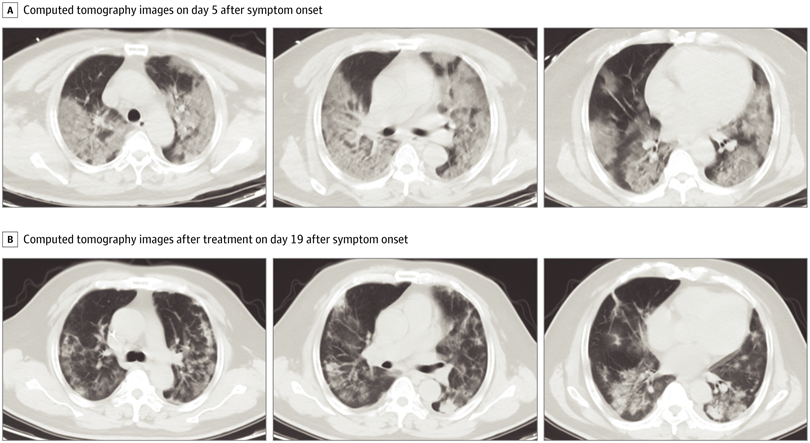 A Computed tomography images on day 5 after symptom onset
B Computed tomography images after treatment on day 19 after symptom onset